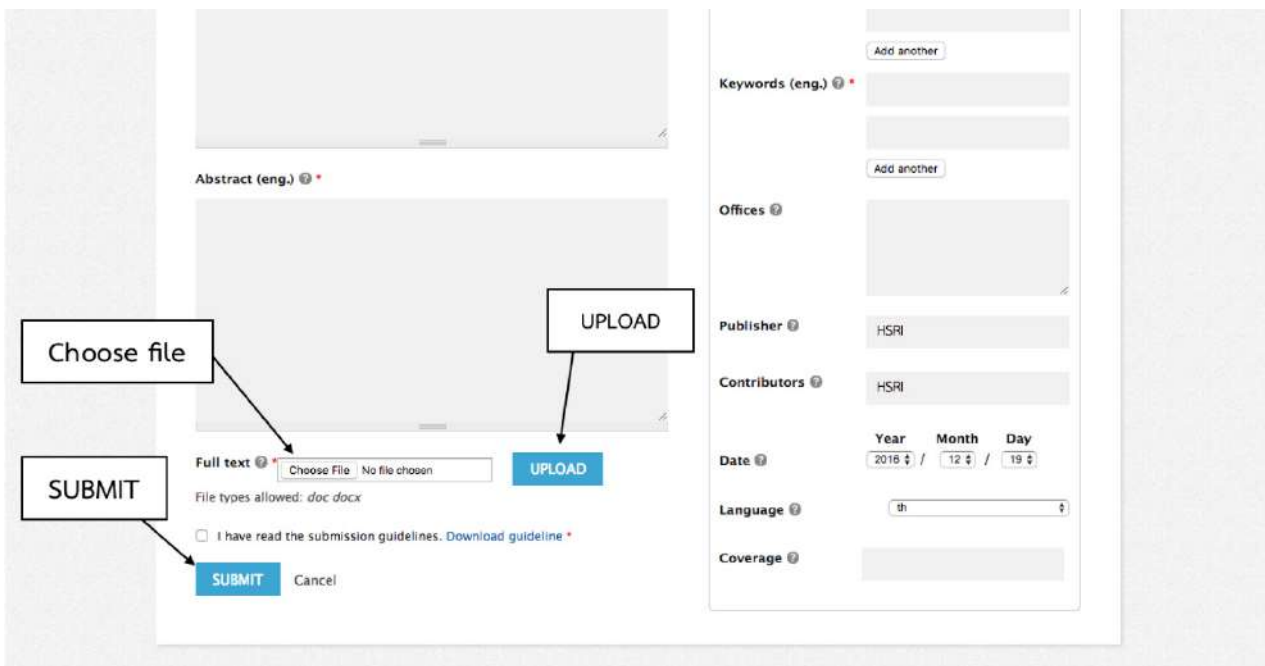 Add another
Keywords (eng.) *
Add another
Abstract (eng.) *
Offices
UPLOAD
Publisher HSRI
Choose file
Contributors HSRI
Year Month Day
Full text * Choose File No file chosen UPLOAD
Date 2016 / 12 / 19
SUBMIT
File types allowed: doc docx
Language th
I have read the submission guidelines. Download guideline *
Coverage
SUBMIT Cancel